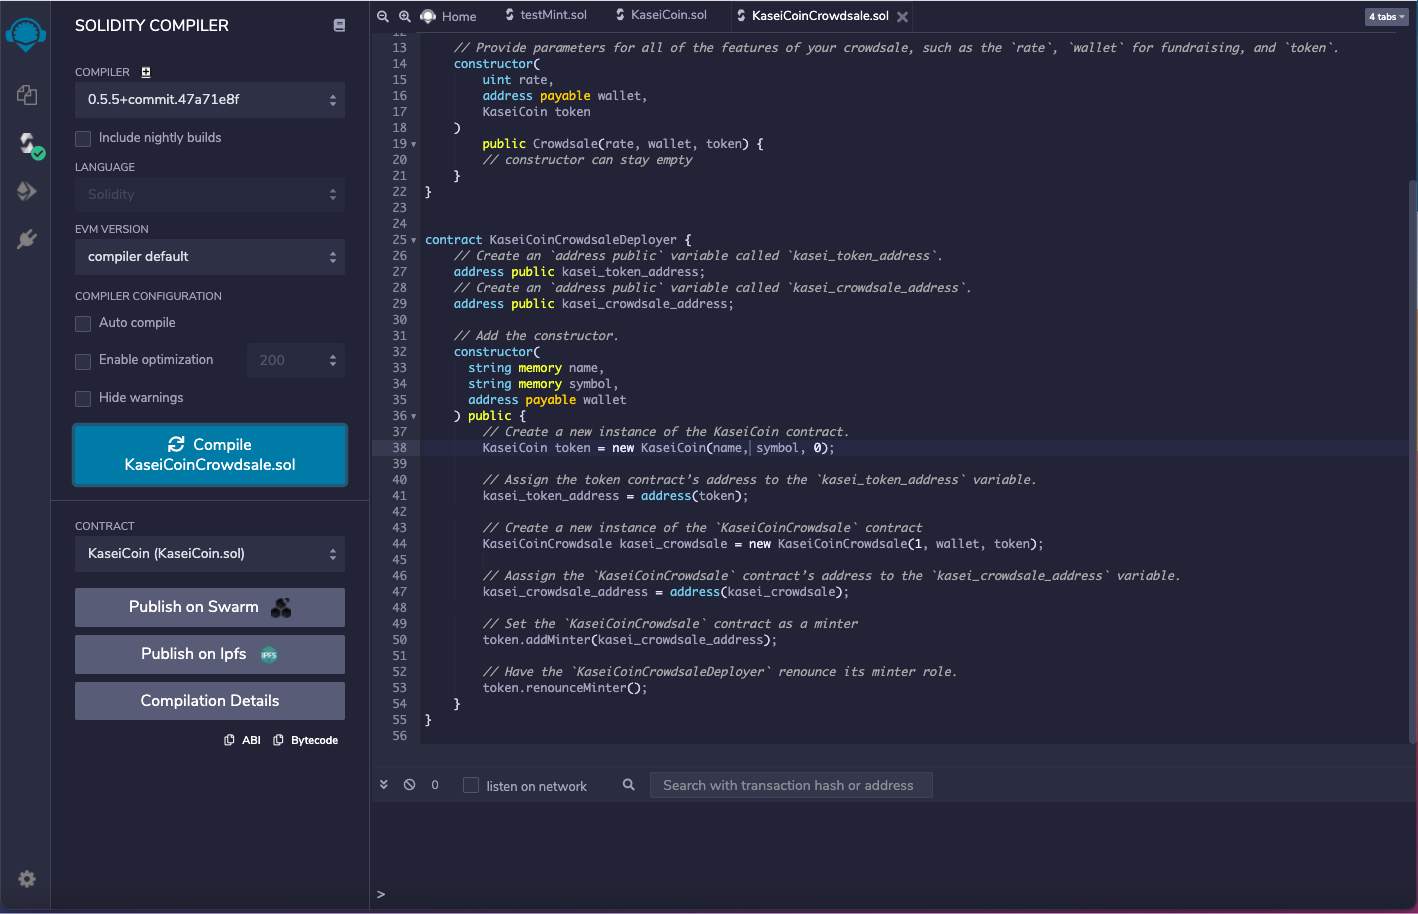 SOLIDITY COMPILER
COMPILER
0.5.5+commit.47a71e8f
Include nightly builds
LANGUAGE
Solidity
EVM VERSION
compiler default
COMPILER CONFIGURATION
Auto compile
Enable optimization
200
Hide warnings
Compile
KaseiCoinCrowdsale.sol
CONTRACT
KaseiCoin (KaseiCoin.sol)
Publish on Swarm
Publish on Ipfs IPFS
Compilation Details
ABI Bytecode
Home testMint.sol KaseiCoin.sol KaseiCoinCrowdsale.sol 4 tabs
12
13 // Provide parameters for all of the features of your crowdsale, such as the `rate`, `wallet` for fundraising, and `token`.
14 constructor(
15 uint rate,
16 address payable wallet,
17 KaseiCoin token
18 )
19 public Crowdsale(rate, wallet, token) {
20 // constructor can stay empty
21 }
22 }
23
24
25 contract KaseiCoinCrowdsaleDeployer {
26 // Create an `address public` variable called `kasei_token_address`.
27 address public kasei_token_address;
28 // Create an `address public` variable called `kasei_crowdsale_address`.
29 address public kasei_crowdsale_address;
30
31 // Add the constructor.
32 constructor(
33 string memory name,
34 string memory symbol,
35 address payable wallet
36 ) public {
37 // Create a new instance of the KaseiCoin contract.
38 KaseiCoin token = new KaseiCoin(name, symbol, 0);
39
40 // Assign the token contract’s address to the `kasei_token_address` variable.
41 kasei_token_address = address(token);
42
43 // Create a new instance of the `KaseiCoinCrowdsale` contract
44 KaseiCoinCrowdsale kasei_crowdsale = new KaseiCoinCrowdsale(1, wallet, token);
45
46 // Aassign the `KaseiCoinCrowdsale` contract’s address to the `kasei_crowdsale_address` variable.
47 kasei_crowdsale_address = address(kasei_crowdsale);
48
49 // Set the `KaseiCoinCrowdsale` contract as a minter
50 token.addMinter(kasei_crowdsale_address);
51
52 // Have the `KaseiCoinCrowdsaleDeployer` renounce its minter role.
53 token.renounceMinter();
54 }
55 }
56
0 listen on network Search with transaction hash or address
>